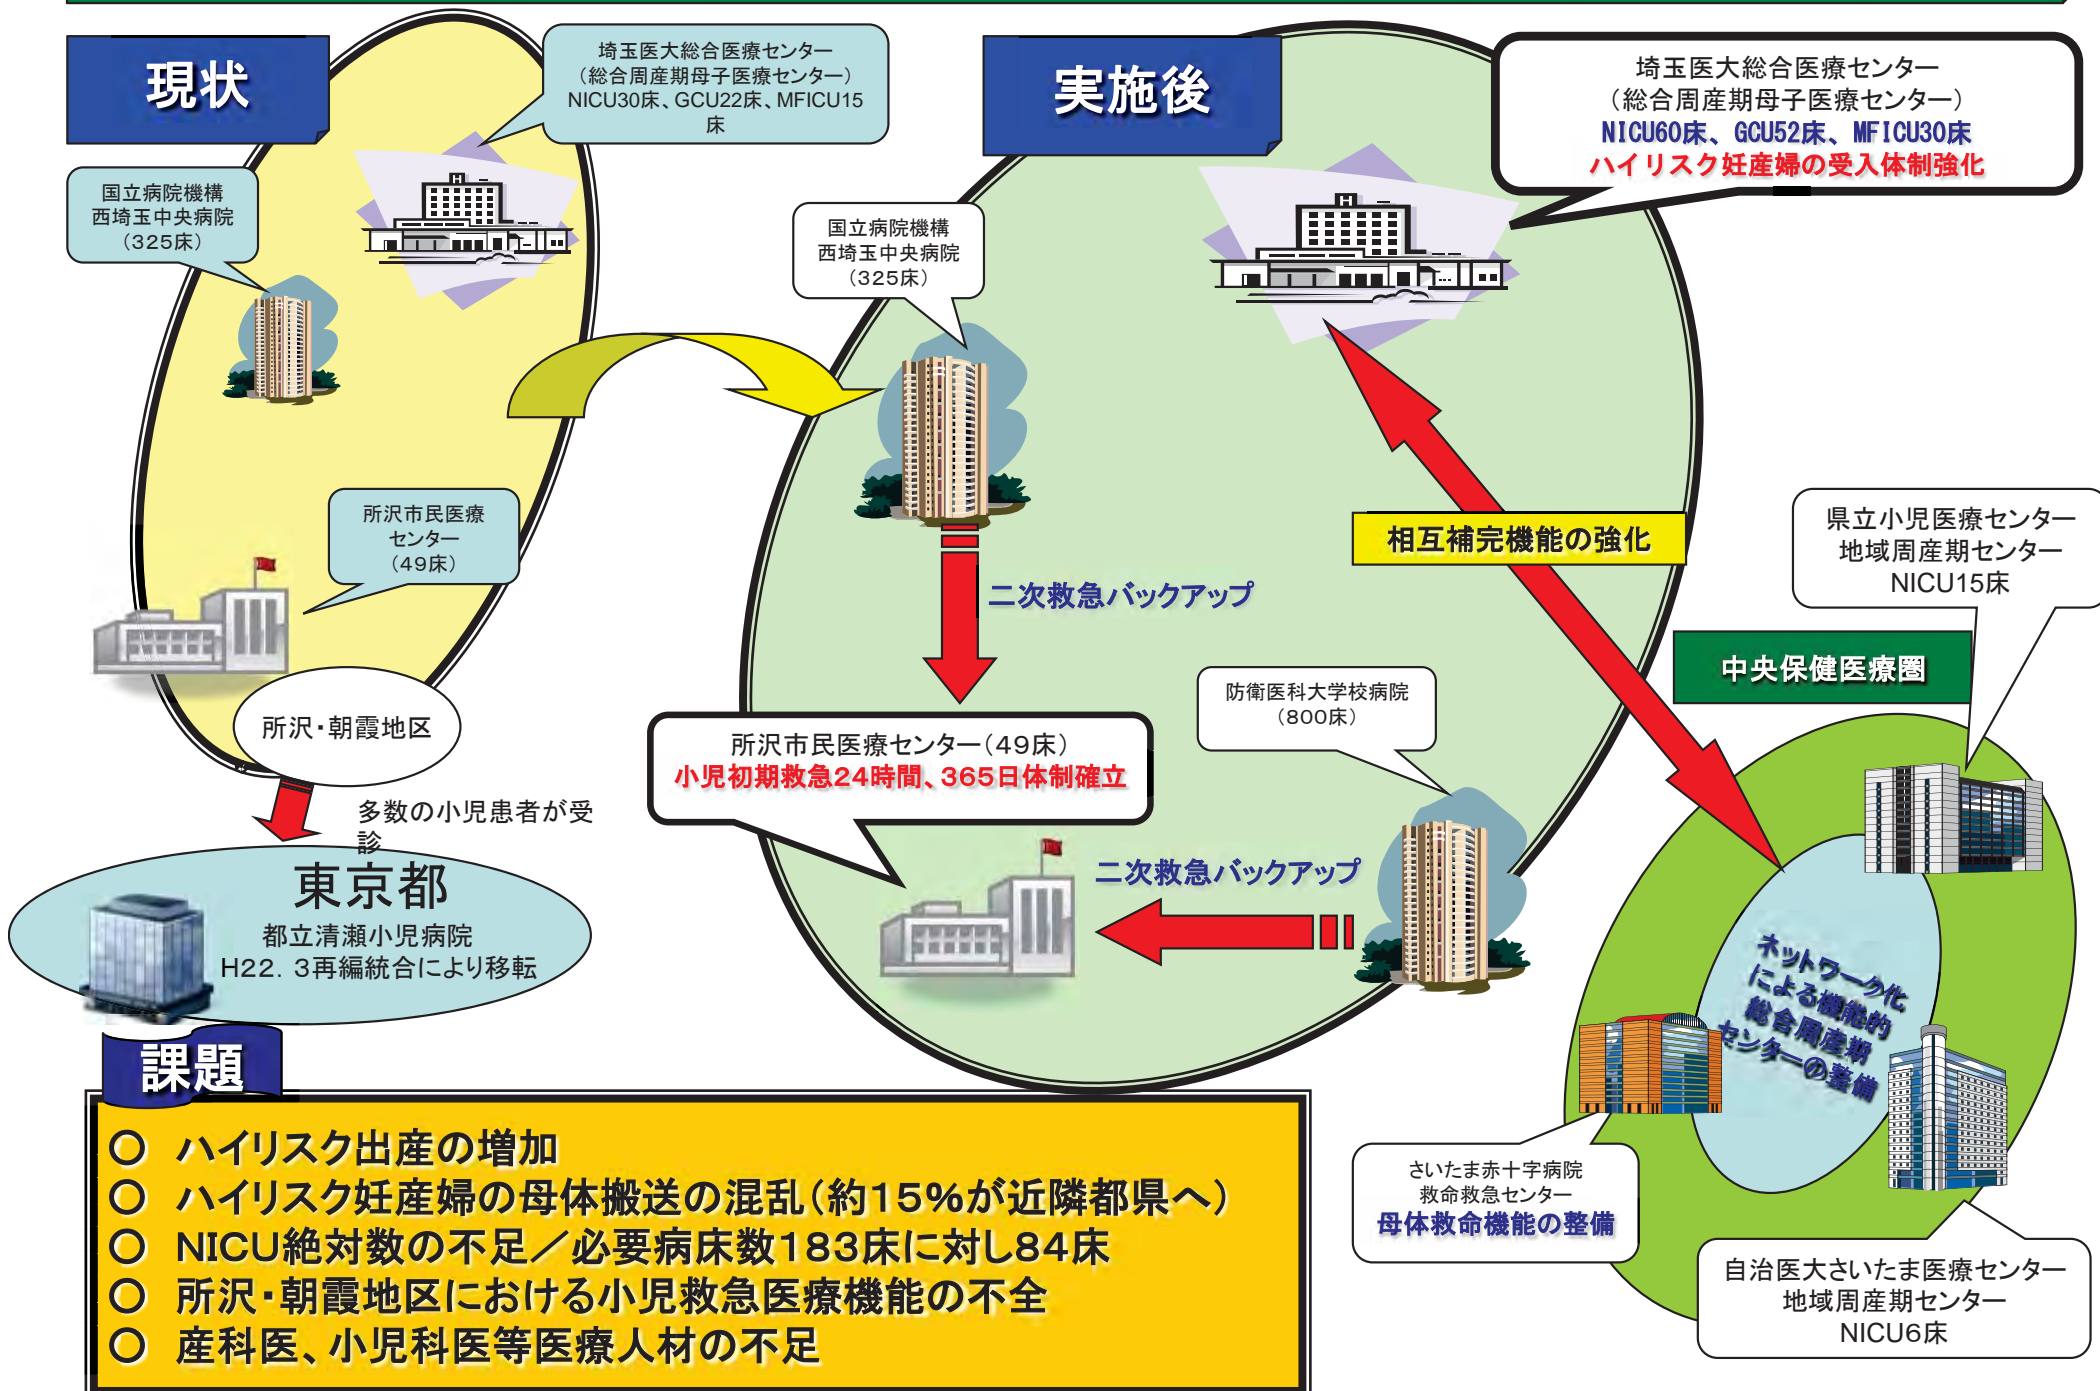 現状
埼玉医大総合医療センター
（総合周産期母子医療センター）
NICU30床、GCU22床、MFICU15
床
国立病院機構
西埼玉中央病院
（325床）
所沢市民医療
センター
（49床）
所沢・朝霞地区
多数の小児患者が受
診
東京都
都立清瀬小児病院
H22．3再編統合により移転
実施後
埼玉医大総合医療センター
（総合周産期母子医療センター）
NICU60床、GCU52床、MFICU30床
ハイリスク妊産婦の受入体制強化
国立病院機構
西埼玉中央病院
（325床）
二次救急バックアップ
相互補完機能の強化
所沢市民医療センター（49床）
小児初期救急24時間、365日体制確立
防衛医科大学校病院
（800床）
二次救急バックアップ
県立小児医療センター
地域周産期センター
NICU15床
中央保健医療圏
ネットワーク化
による機能的
総合周産期
センターの整備
さいたま赤十字病院
救命救急センター
母体救命機能の整備
自治医大さいたま医療センター
地域周産期センター
NICU6床
課題
○ ハイリスク出産の増加
○ ハイリスク妊産婦の母体搬送の混乱（約15％が近隣都県へ）
○ NICU絶対数の不足／必要病床数183床に対し84床
○ 所沢・朝霞地区における小児救急医療機能の不全
○ 産科医、小児科医等医療人材の不足